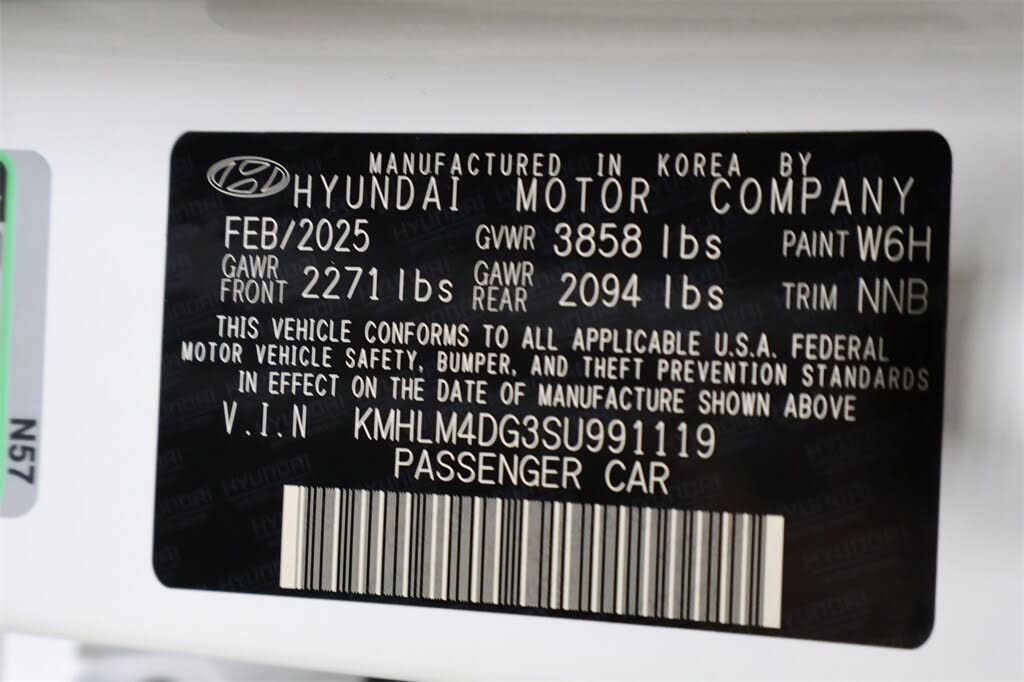 MANUFACTURED IN KOREA BY
HYUNDAI MOTOR COMPANY
FEB/2025 GVWR 3858 lbs PAINT W6H
GAWR FRONT 2271 lbs GAWR REAR 2094 lbs TRIM NNB
THIS VEHICLE CONFORMS TO ALL APPLICABLE U.S.A. FEDERAL
MOTOR VEHICLE SAFETY, BUMPER, AND THEFT PREVENTION STANDARDS
IN EFFECT ON THE DATE OF MANUFACTURE SHOWN ABOVE
V.I.N KMHLM4DG3SU991119
PASSENGER CAR
N57